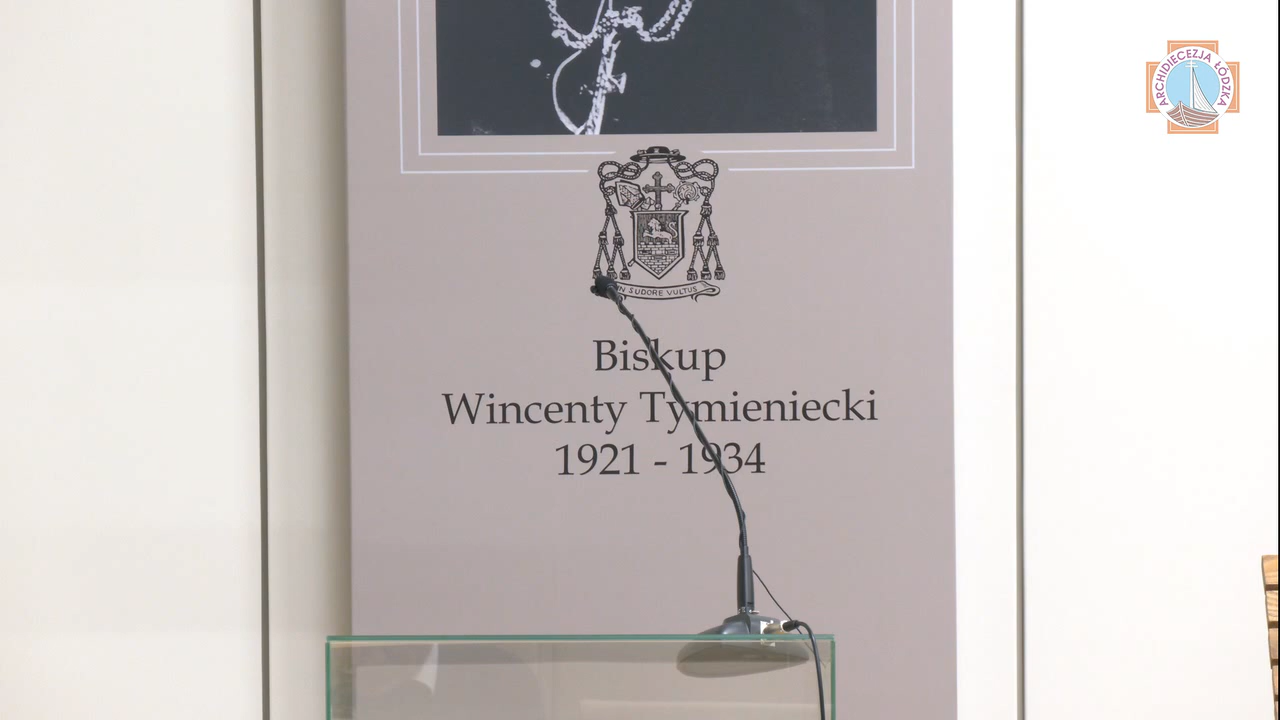 ARCHIDIECEZJA ŁÓDZKA
IN SUDORE VULTUS
Biskup
Wincenty Tymieniecki
1921 - 1934